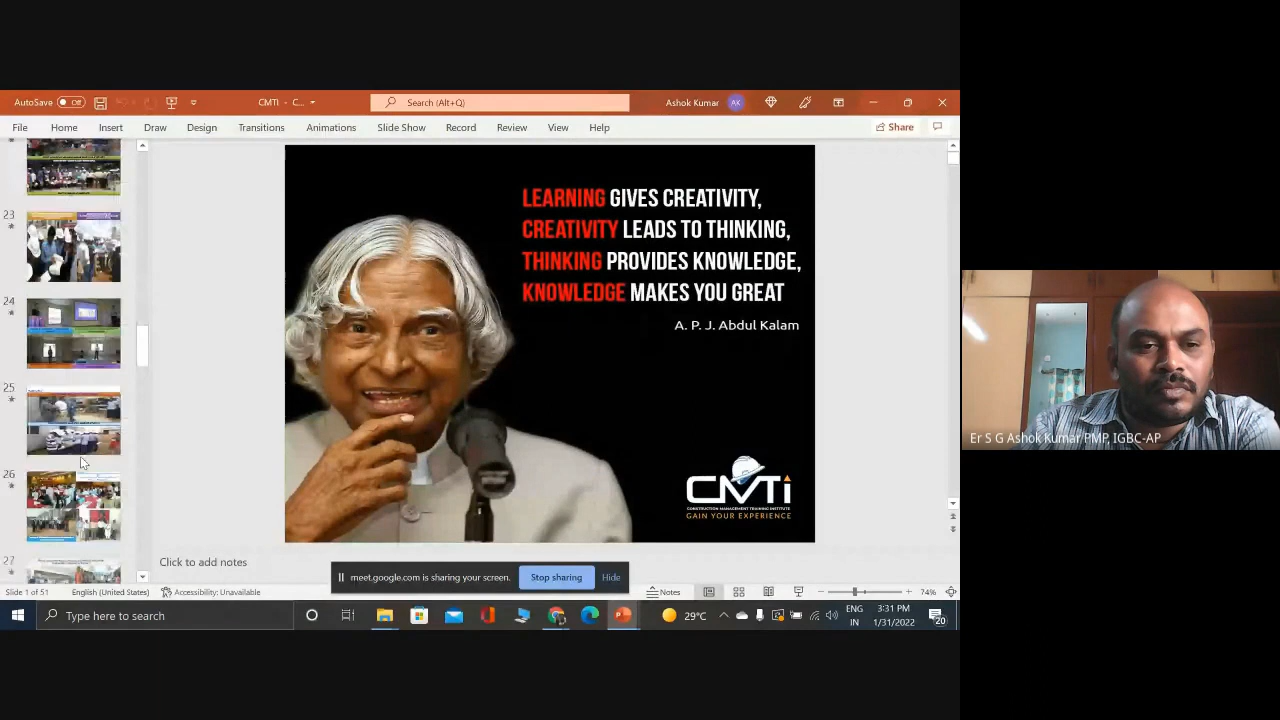 AutoSave Off
CMTI - C...
Search (Alt+Q)
Ashok Kumar AK
File Home Insert Draw Design Transitions Animations Slide Show Record Review View Help
Share
23
24
25
26
27
LEARNING GIVES CREATIVITY,
CREATIVITY LEADS TO THINKING,
THINKING PROVIDES KNOWLEDGE,
KNOWLEDGE MAKES YOU GREAT
A. P. J. Abdul Kalam
CMTi
CONSTRUCTION MANAGEMENT TRAINING INSTITUTE
GAIN YOUR EXPERIENCE
Er S G Ashok Kumar PMP, IGBC-AP
Click to add notes
meet.google.com is sharing your screen.
Stop sharing
Hide
Slide 1 of 51
English (United States)
Accessibility: Unavailable
Notes
74%
Type here to search
29°C
ENG
IN
3:31 PM
1/31/2022
20